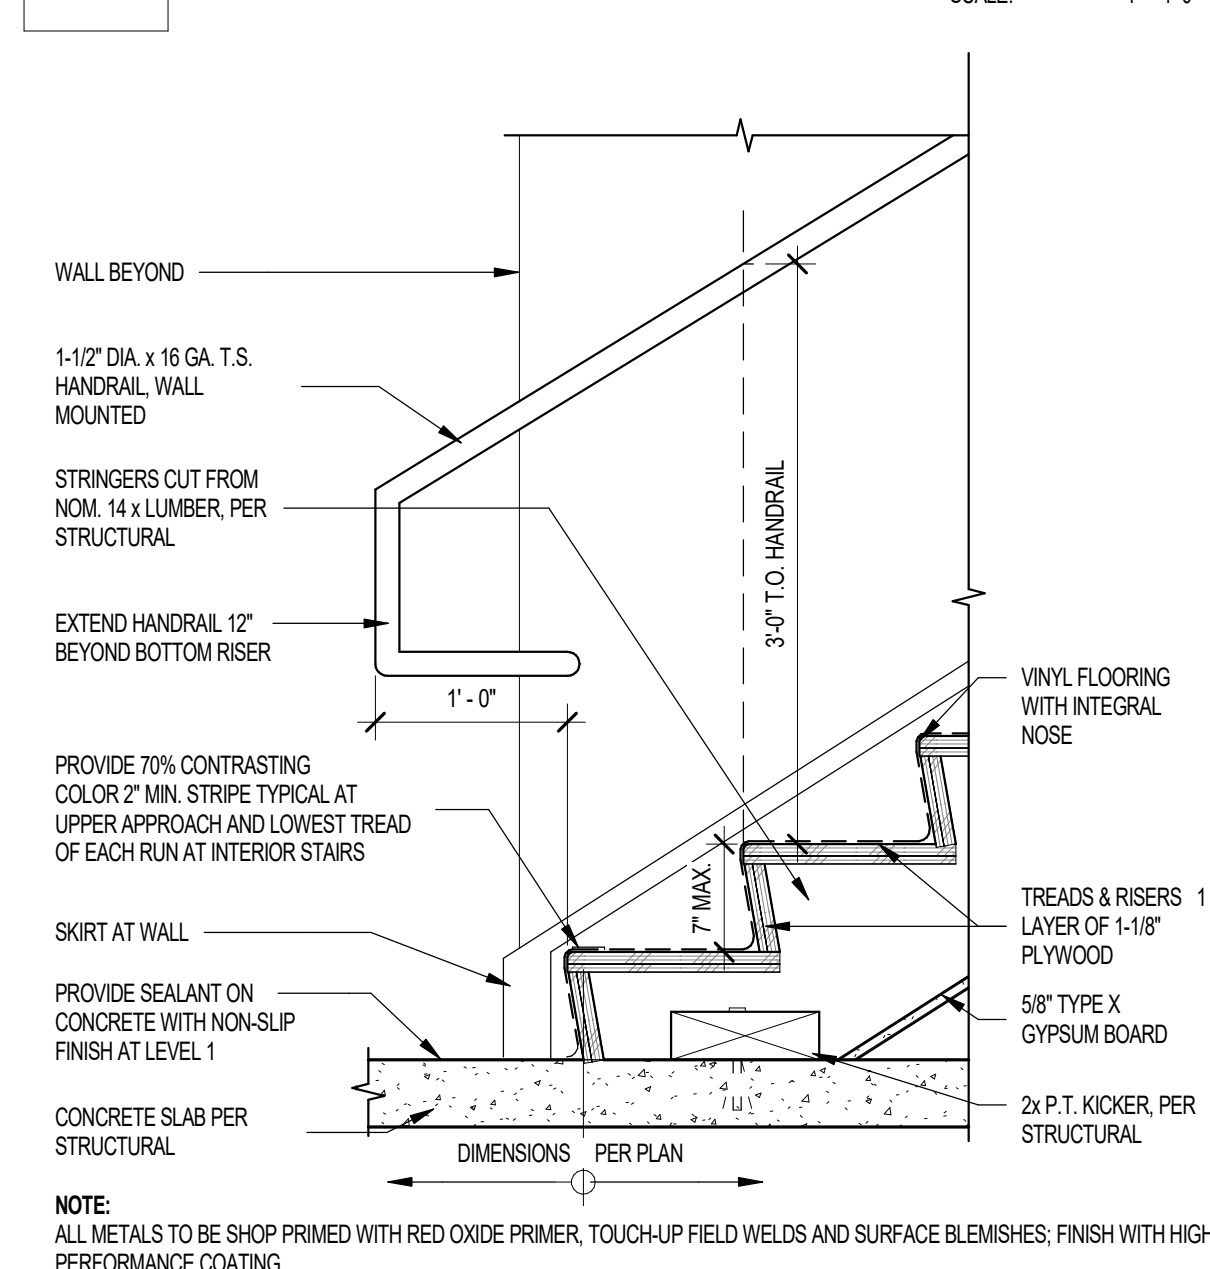 WALL BEYOND
1-1/2" DIA. x 16 GA. T.S.
HANDRAIL, WALL
MOUNTED
STRINGERS CUT FROM
NOM. 14 x LUMBER, PER
STRUCTURAL
EXTEND HANDRAIL 12"
BEYOND BOTTOM RISER
1' - 0"
3'-0" T.O. HANDRAIL
PROVIDE 70% CONTRASTING
COLOR 2" MIN. STRIPE TYPICAL AT
UPPER APPROACH AND LOWEST TREAD
OF EACH RUN AT INTERIOR STAIRS
7" MAX.
SKIRT AT WALL
PROVIDE SEALANT ON
CONCRETE WITH NON-SLIP
FINISH AT LEVEL 1
CONCRETE SLAB PER
STRUCTURAL
VINYL FLOORING
WITH INTEGRAL
NOSE
TREADS & RISERS 1
LAYER OF 1-1/8"
PLYWOOD
5/8" TYPE X
GYPSUM BOARD
2x P.T. KICKER, PER
STRUCTURAL
DIMENSIONS PER PLAN
NOTE:
ALL METALS TO BE SHOP PRIMED WITH RED OXIDE PRIMER, TOUCH-UP FIELD WELDS AND SURFACE BLEMISHES; FINISH WITH HIGH
PERFORMANCE COATING